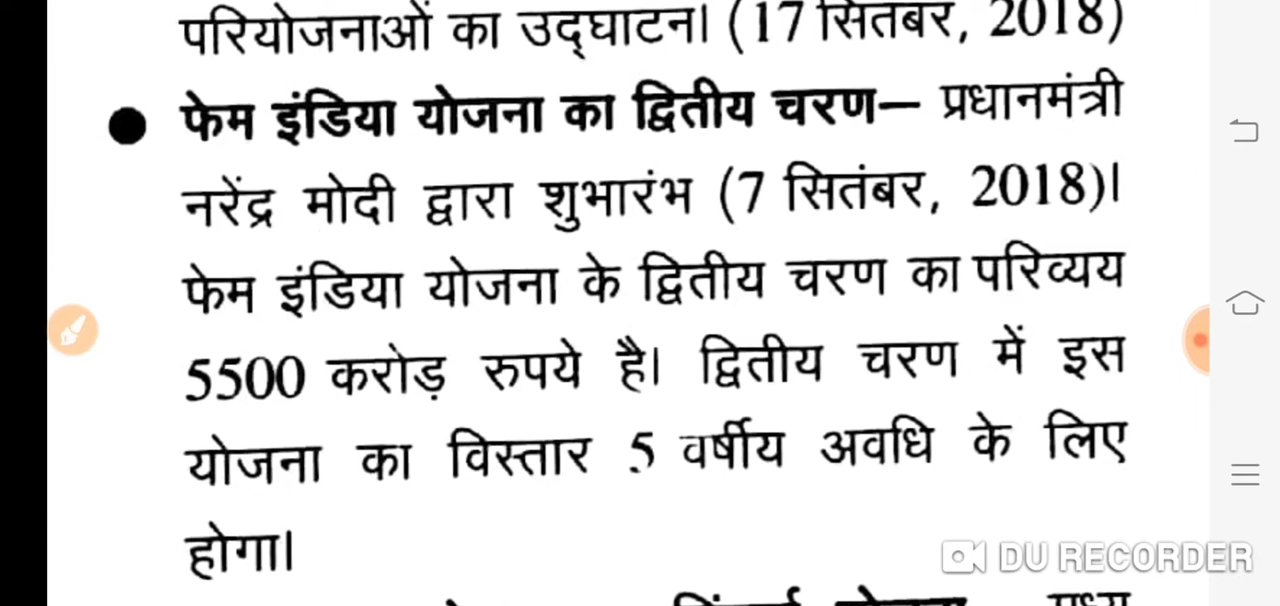 परियोजनाओं का उद्घाटन। (17 सितंबर, 2018)
● फेम इंडिया योजना का द्वितीय चरण– प्रधानमंत्री
नरेंद्र मोदी द्वारा शुभारंभ (7 सितंबर, 2018)।
फेम इंडिया योजना के द्वितीय चरण का परिव्यय
5500 करोड़ रुपये है। द्वितीय चरण में इस
योजना का विस्तार 5 वर्षीय अवधि के लिए
होगा।
DU RECORDER